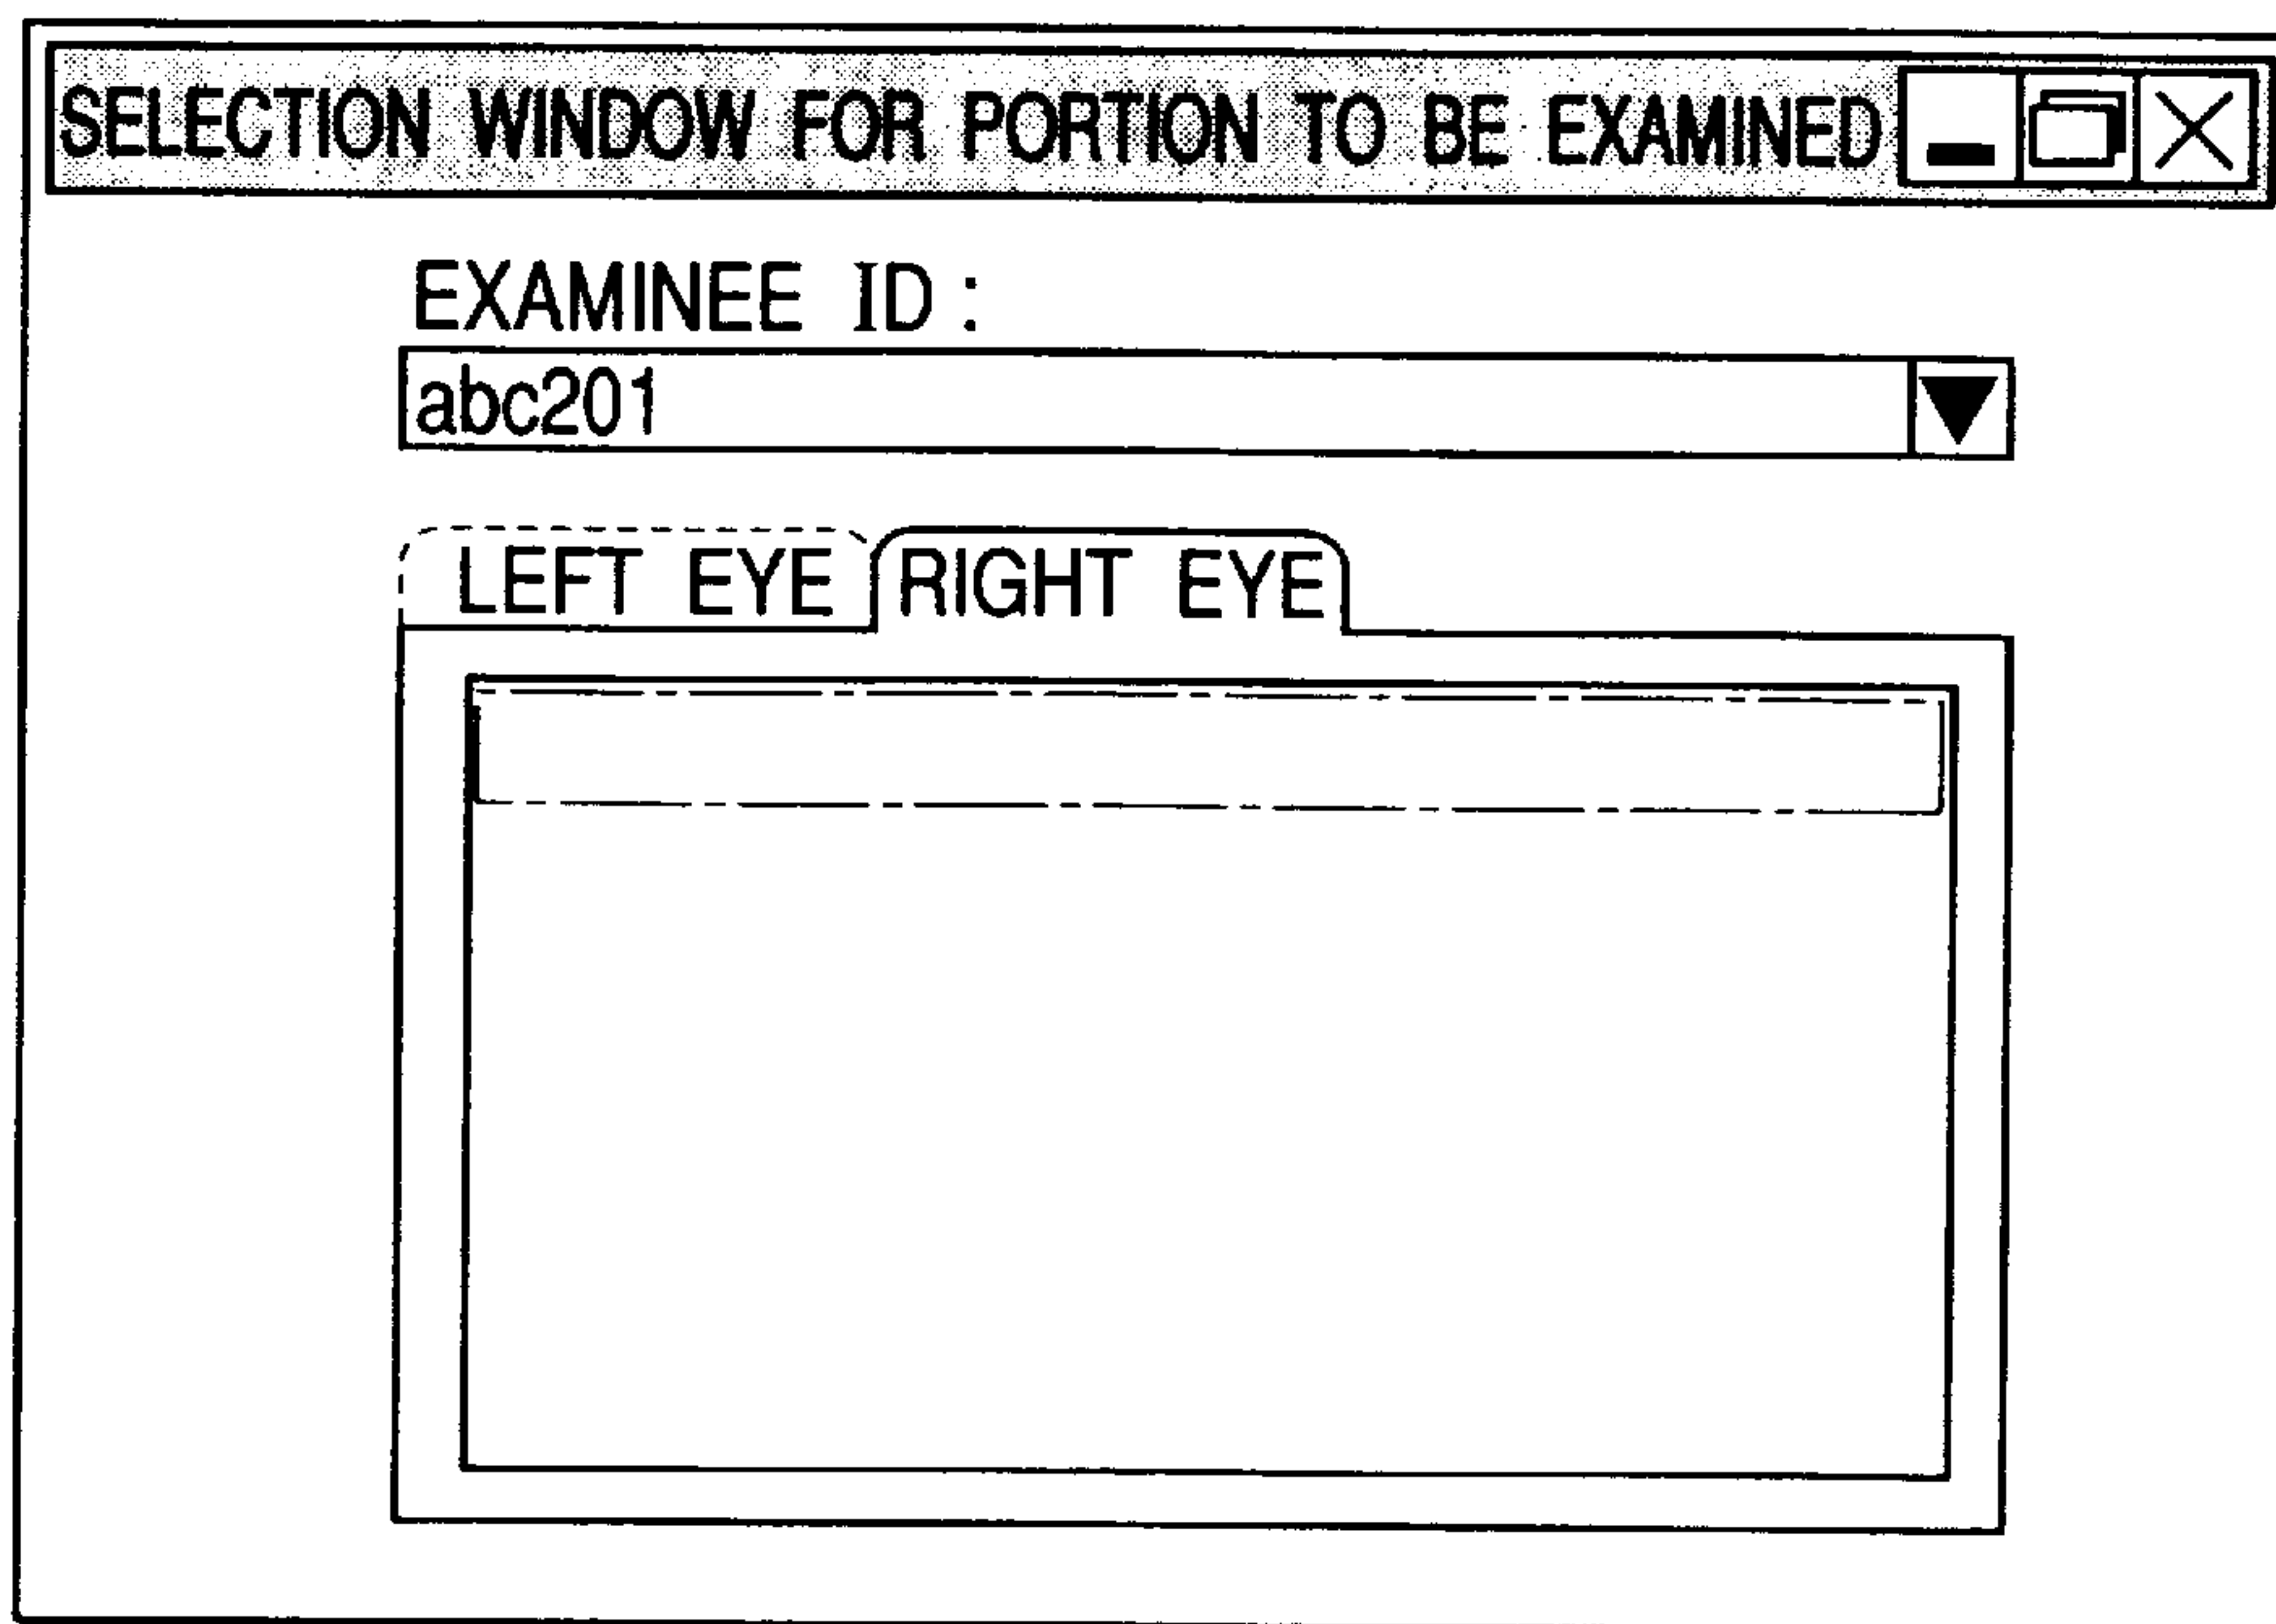 SELECTION WINDOW FOR PORTION TO BE EXAMINED
EXAMINEE ID:
abc201
LEFT EYE RIGHT EYE